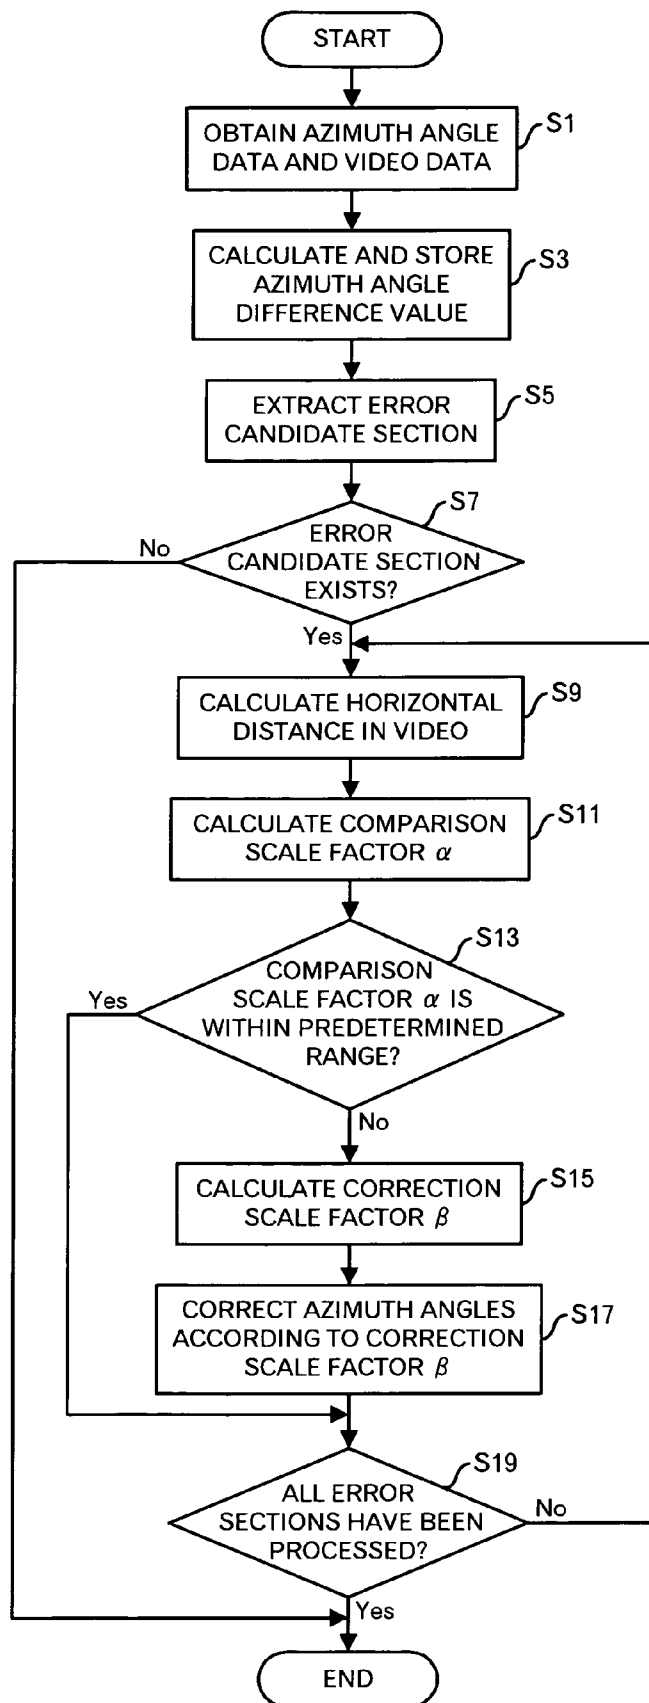 START
OBTAIN AZIMUTH ANGLE
DATA AND VIDEO DATA
S1
CALCULATE AND STORE
AZIMUTH ANGLE
DIFFERENCE VALUE
S3
EXTRACT ERROR
CANDIDATE SECTION
S5
S7
ERROR
CANDIDATE SECTION
EXISTS?
No
Yes
CALCULATE HORIZONTAL
DISTANCE IN VIDEO
S9
CALCULATE COMPARISON
SCALE FACTOR α
S11
S13
COMPARISON
SCALE FACTOR α IS
WITHIN PREDETERMINED
RANGE?
Yes
No
CALCULATE CORRECTION
SCALE FACTOR β
S15
CORRECT AZIMUTH ANGLES
ACCORDING TO CORRECTION
SCALE FACTOR β
S17
S19
ALL ERROR
SECTIONS HAVE BEEN
PROCESSED?
No
Yes
END